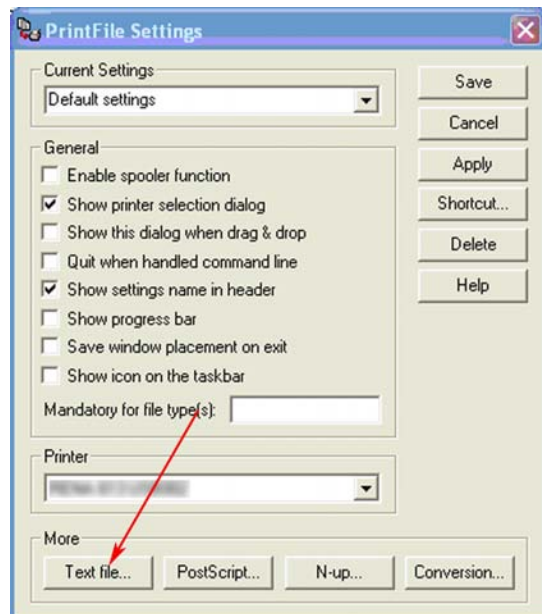 PrintFile Settings
Current Settings
Default settings
Save
Cancel
General
Enable spooler function
Apply
Show printer selection dialog
Shortcut...
Show this dialog when drag & drop
Delete
Quit when handled command line
Show settings name in header
Help
Show progress bar
Save window placement on exit
Show icon on the taskbar
Mandatory for file type(s):
Printer
More
Text file...
PostScript...
N-up...
Conversion...